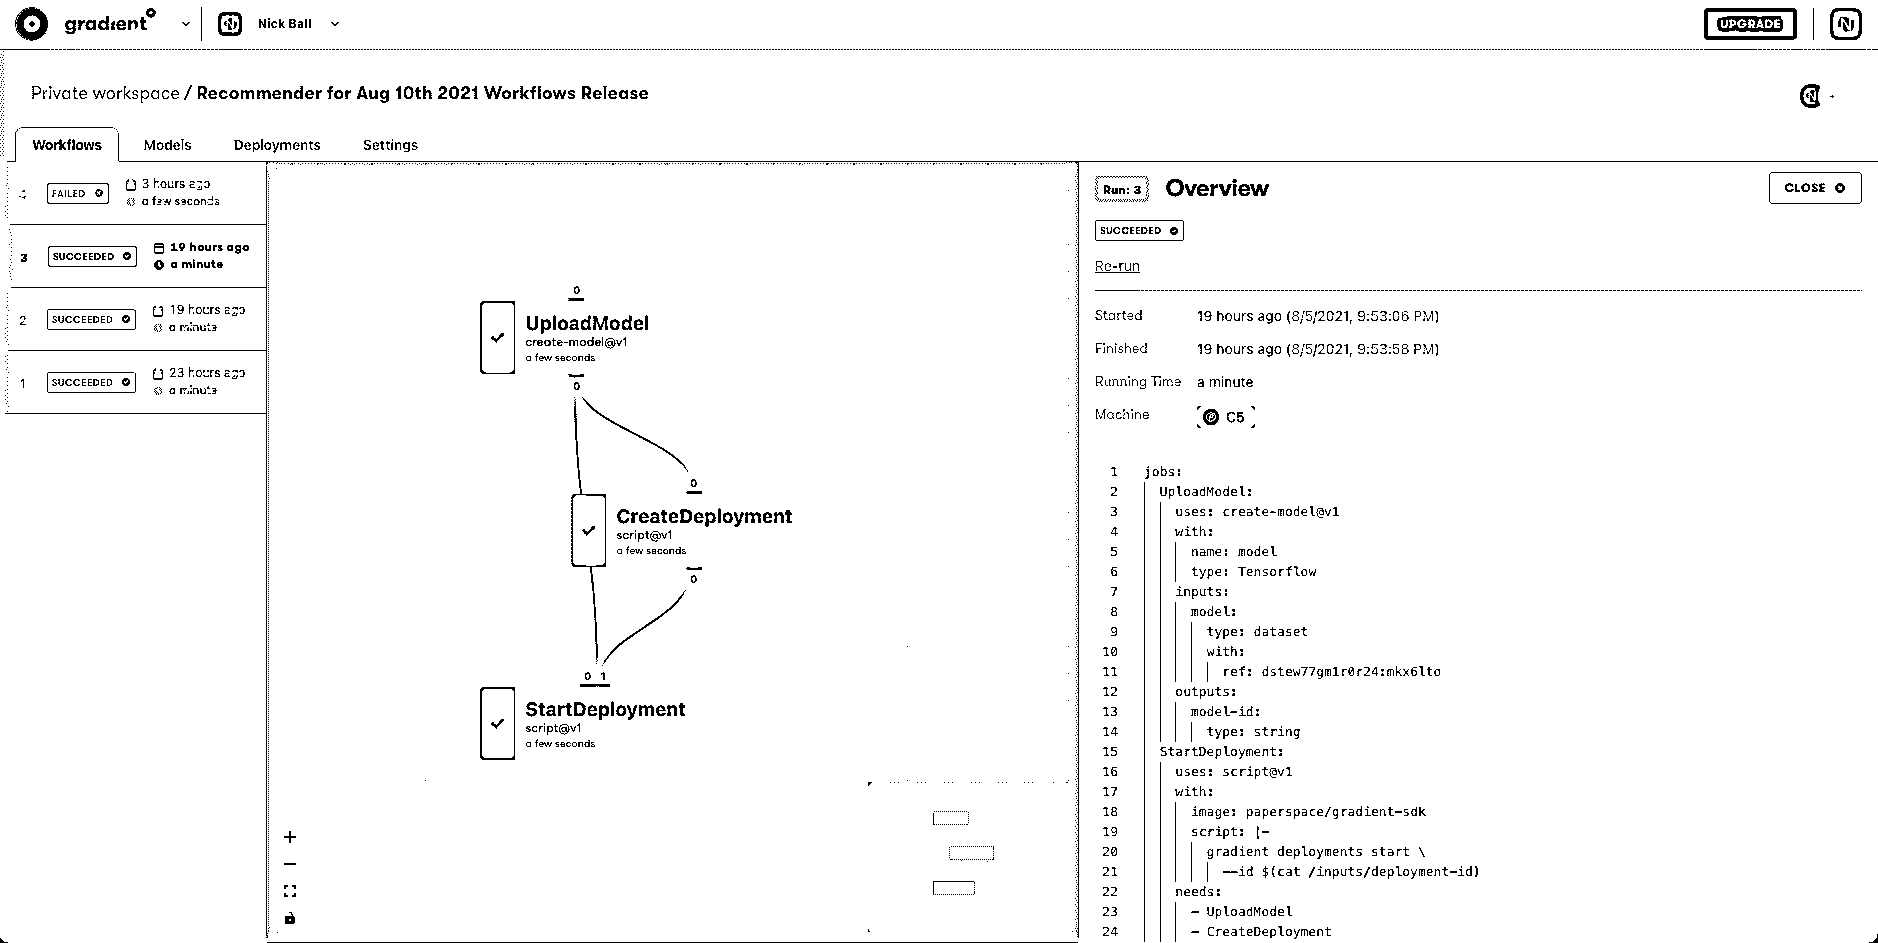 gradient
Nick Ball
UPGRADE
Private workspace / Recommender for Aug 10th 2021 Workflows Release
Workflows
Models
Deployments
Settings
FAILED
3 hours ago
a few seconds
3
SUCCEEDED
19 hours ago
a minute
2
SUCCEEDED
19 hours ago
a minute
1
SUCCEEDED
23 hours ago
a minute
0
UploadModel
create-model@v1
a few seconds
0
0
CreateDeployment
script@v1
a few seconds
0
0 1
StartDeployment
script@v1
a few seconds
Run: 3
Overview
CLOSE
SUCCEEDED
Re-run
Started 19 hours ago (8/5/2021, 9:53:06 PM)
Finished 19 hours ago (8/5/2021, 9:53:58 PM)
Running Time a minute
Machine C5
1 jobs:
2 UploadModel:
3 uses: create-model@v1
4 with:
5 name: model
6 type: Tensorflow
7 inputs:
8 model:
9 type: dataset
10 with:
11 ref: dstew77gm1r0r24:mkx6lto
12 outputs:
13 model-id:
14 type: string
15 StartDeployment:
16 uses: script@v1
17 with:
18 image: paperspace/gradient-sdk
19 script: |-
20 gradient deployments start \
21 --id $(cat /inputs/deployment-id)
22 needs:
23 - UploadModel
24 - CreateDeployment